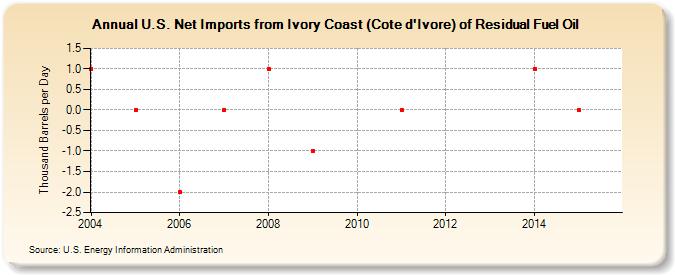 Annual U.S. Net Imports from Ivory Coast (Cote d'Ivore) of Residual Fuel Oil
Thousand Barrels per Day
1.5
1.0
0.5
0.0
-0.5
-1.0
-1.5
-2.0
-2.5
2004 2006 2008 2010 2012 2014
Source: U.S. Energy Information Administration